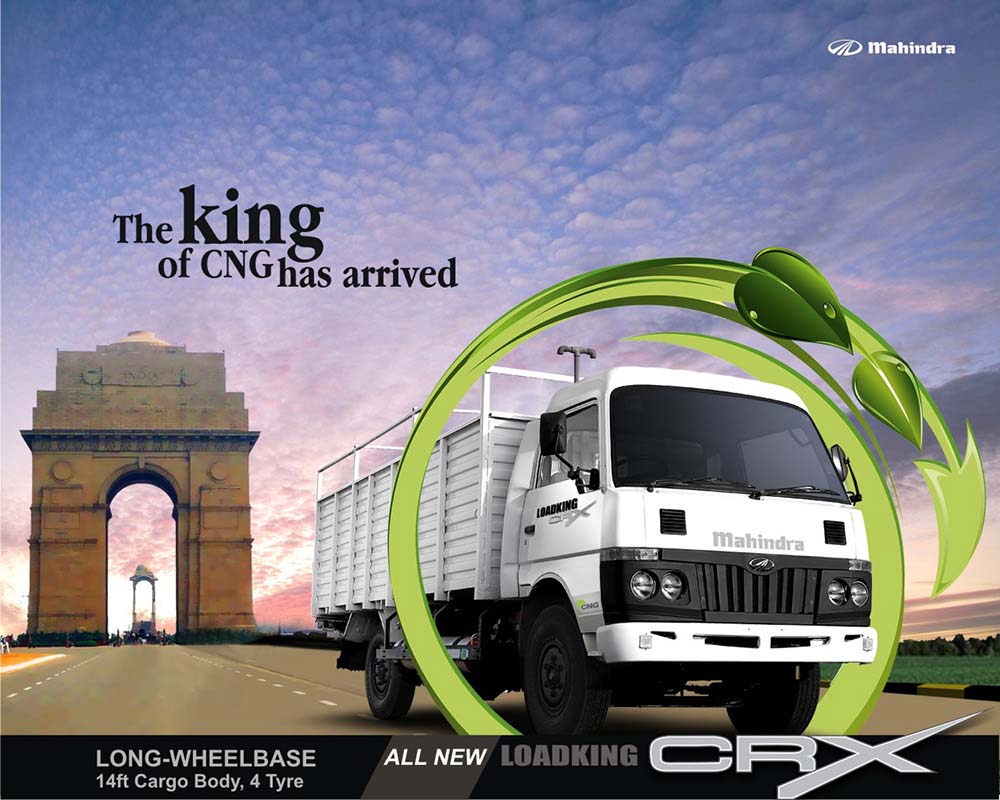 Mahindra
The king
of CNG has arrived
LOADKING
CRX
Mahindra
CNG
LONG-WHEELBASE
14ft Cargo Body, 4 Tyre
ALL NEW LOADKING CRX